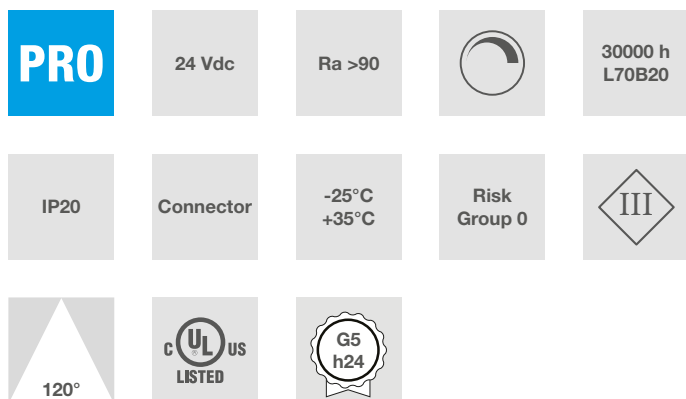 PRO
24 Vdc
Ra >90
30000 h
L70B20
IP20
Connector
-25°C
+35°C
Risk
Group 0
III
120°
C UL US
®
LISTED
G5
h24